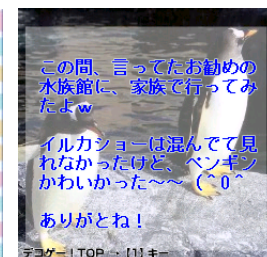 この間、言ってたお勧めの
水族館に、家族で行ってみ
たよｗ
イルカショーは混んでて見
れなかったけど、ペンギン
かわいかった～～（＾０＾
ありがとね！
デコゲー！TOP →【1】キー